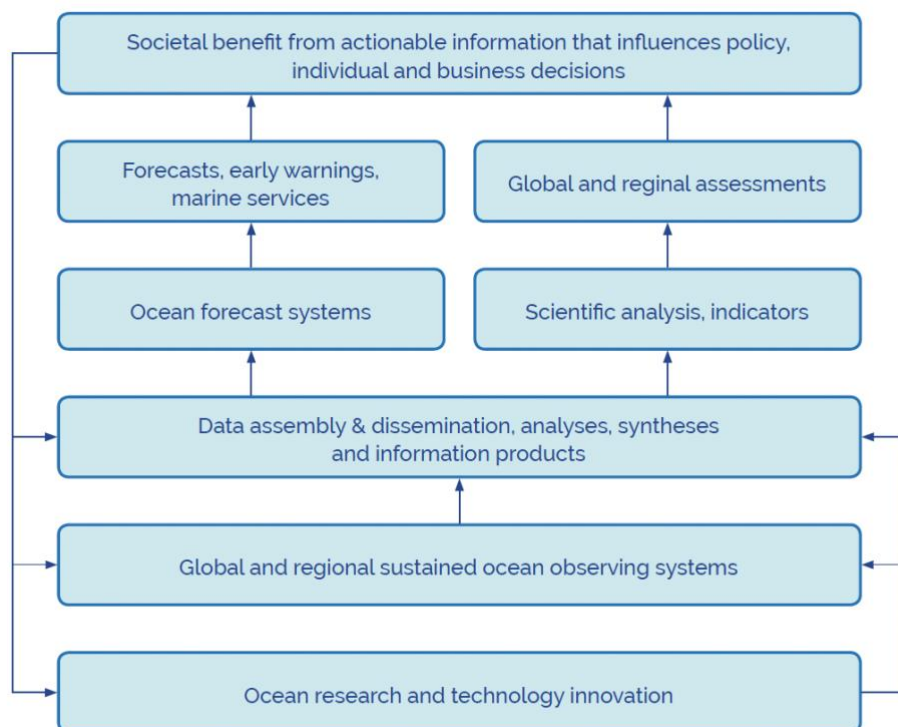 Societal benefit from actionable information that influences policy,
individual and business decisions
Forecasts, early warnings,
marine services
Global and reginal assessments
Ocean forecast systems
Scientific analysis, indicators
Data assembly & dissemination, analyses, syntheses
and information products
Global and regional sustained ocean observing systems
Ocean research and technology innovation